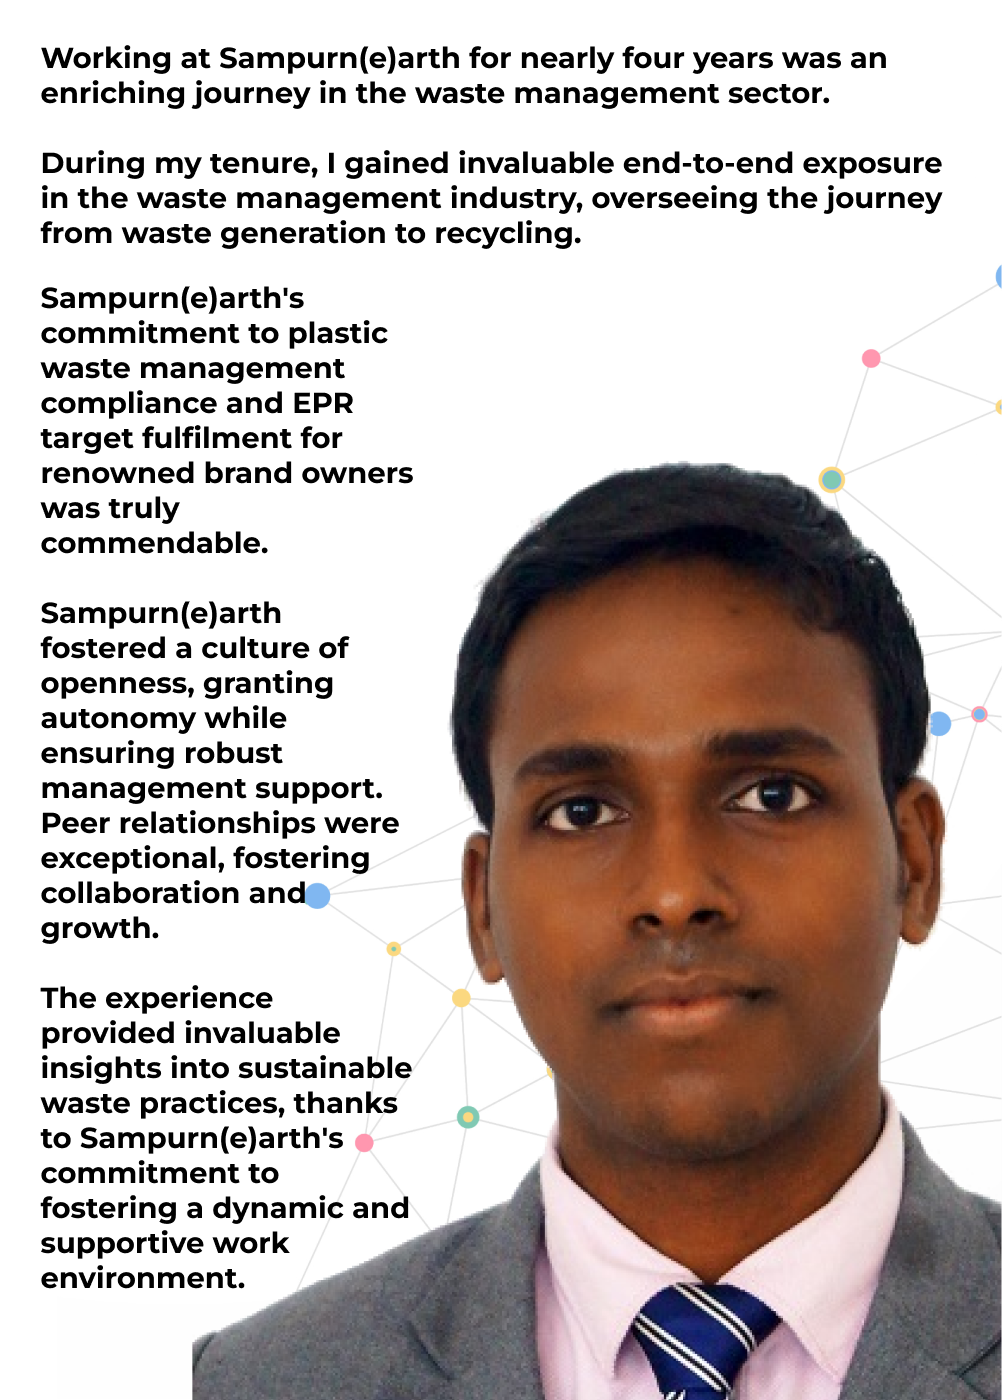 Working at Sampurn(e)arth for nearly four years was an
enriching journey in the waste management sector.
During my tenure, I gained invaluable end-to-end exposure
in the waste management industry, overseeing the journey
from waste generation to recycling.
Sampurn(e)arth's
commitment to plastic
waste management
compliance and EPR
target fulfilment for
renowned brand owners
was truly
commendable.
Sampurn(e)arth
fostered a culture of
openness, granting
autonomy while
ensuring robust
management support.
Peer relationships were
exceptional, fostering
collaboration and
growth.
The experience
provided invaluable
insights into sustainable
waste practices, thanks
to Sampurn(e)arth's
commitment to
fostering a dynamic and
supportive work
environment.